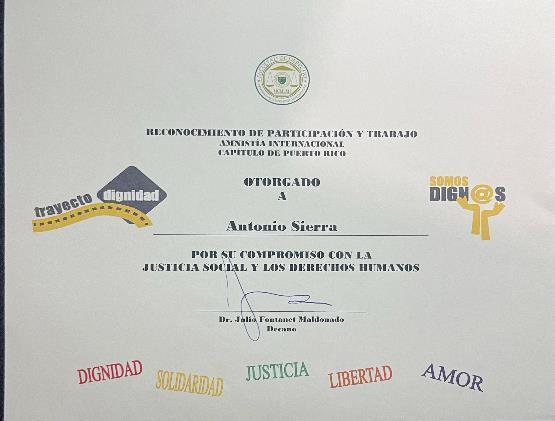 RECONOCIMIENTO DE PARTICIPACIÓN Y TRABAJO
AMNISTÍA INTERNACIONAL
CAPITULO DE PUERTO RICO
OTORGADO
A
trayecto dignidad
SOMOS
DIGN@S
Antonio Sierra
POR SU COMPROMISO CON LA
JUSTICIA SOCIAL Y LOS DERECHOS HUMANOS
Dr. Julio Fontanet Maldonado
Decano
DIGNIDAD SOLIDARIDAD JUSTICIA LIBERTAD AMOR